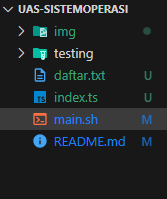 UAS-SISTEMOPERASI
img
testing
daftar.txt U
index.ts U
main.sh M
README.md M